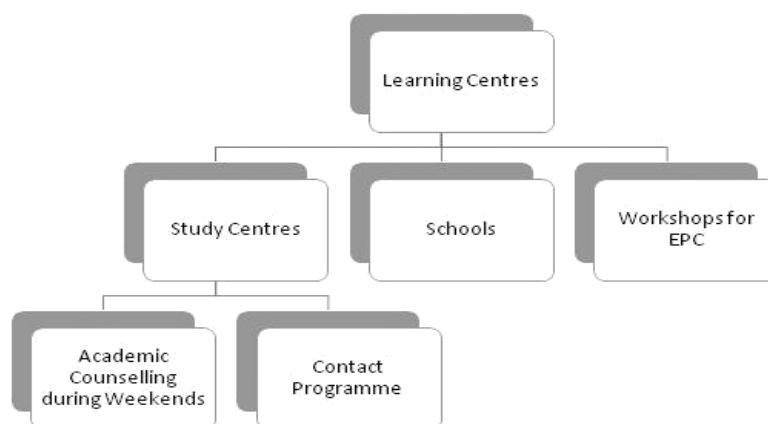 Learning Centres
Study Centres
Schools
Workshops for
EPC
Academic
Counselling
during Weekends
Contact
Programme